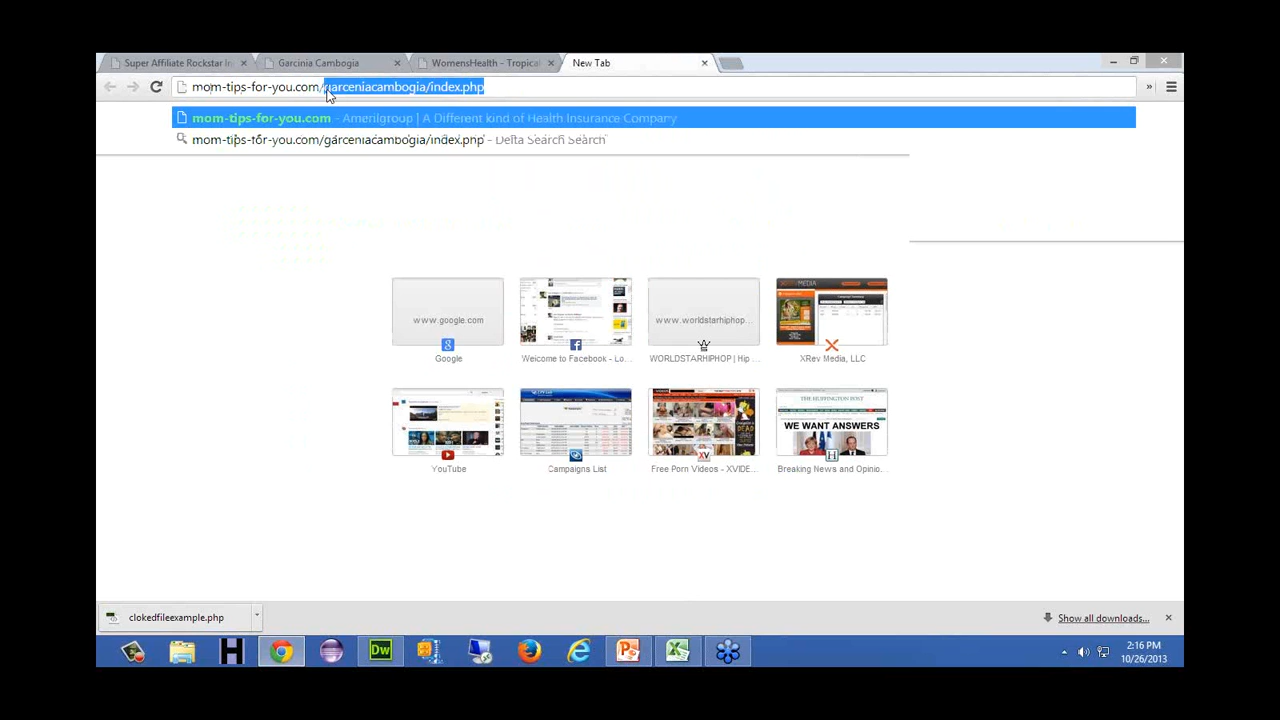 Super Affiliate Rockstar In
Garcinia Cambogia
WomensHealth - Tropical
New Tab
mom-tips-for-you.com/garceniacambogia/index.php
mom-tips-for-you.com - Amerilgroup | A Different kind of Health Insurance Company
mom-tips-for-you.com/garceniacambogia/index.php - Delta Search Search
www.google.com
www.worldstarhiphop...
MEDIA
Google
Welcome to Facebook - Lo...
WORLDSTARHIPHOP | Hip ...
XRev Media, LLC
THE HUFFINGTON POST
WE WANT ANSWERS
YouTube
Campaigns List
Free Porn Videos - XVIDE...
Breaking News and Opinio...
clokedfileexample.php
Show all downloads...
2:16 PM
10/26/2013